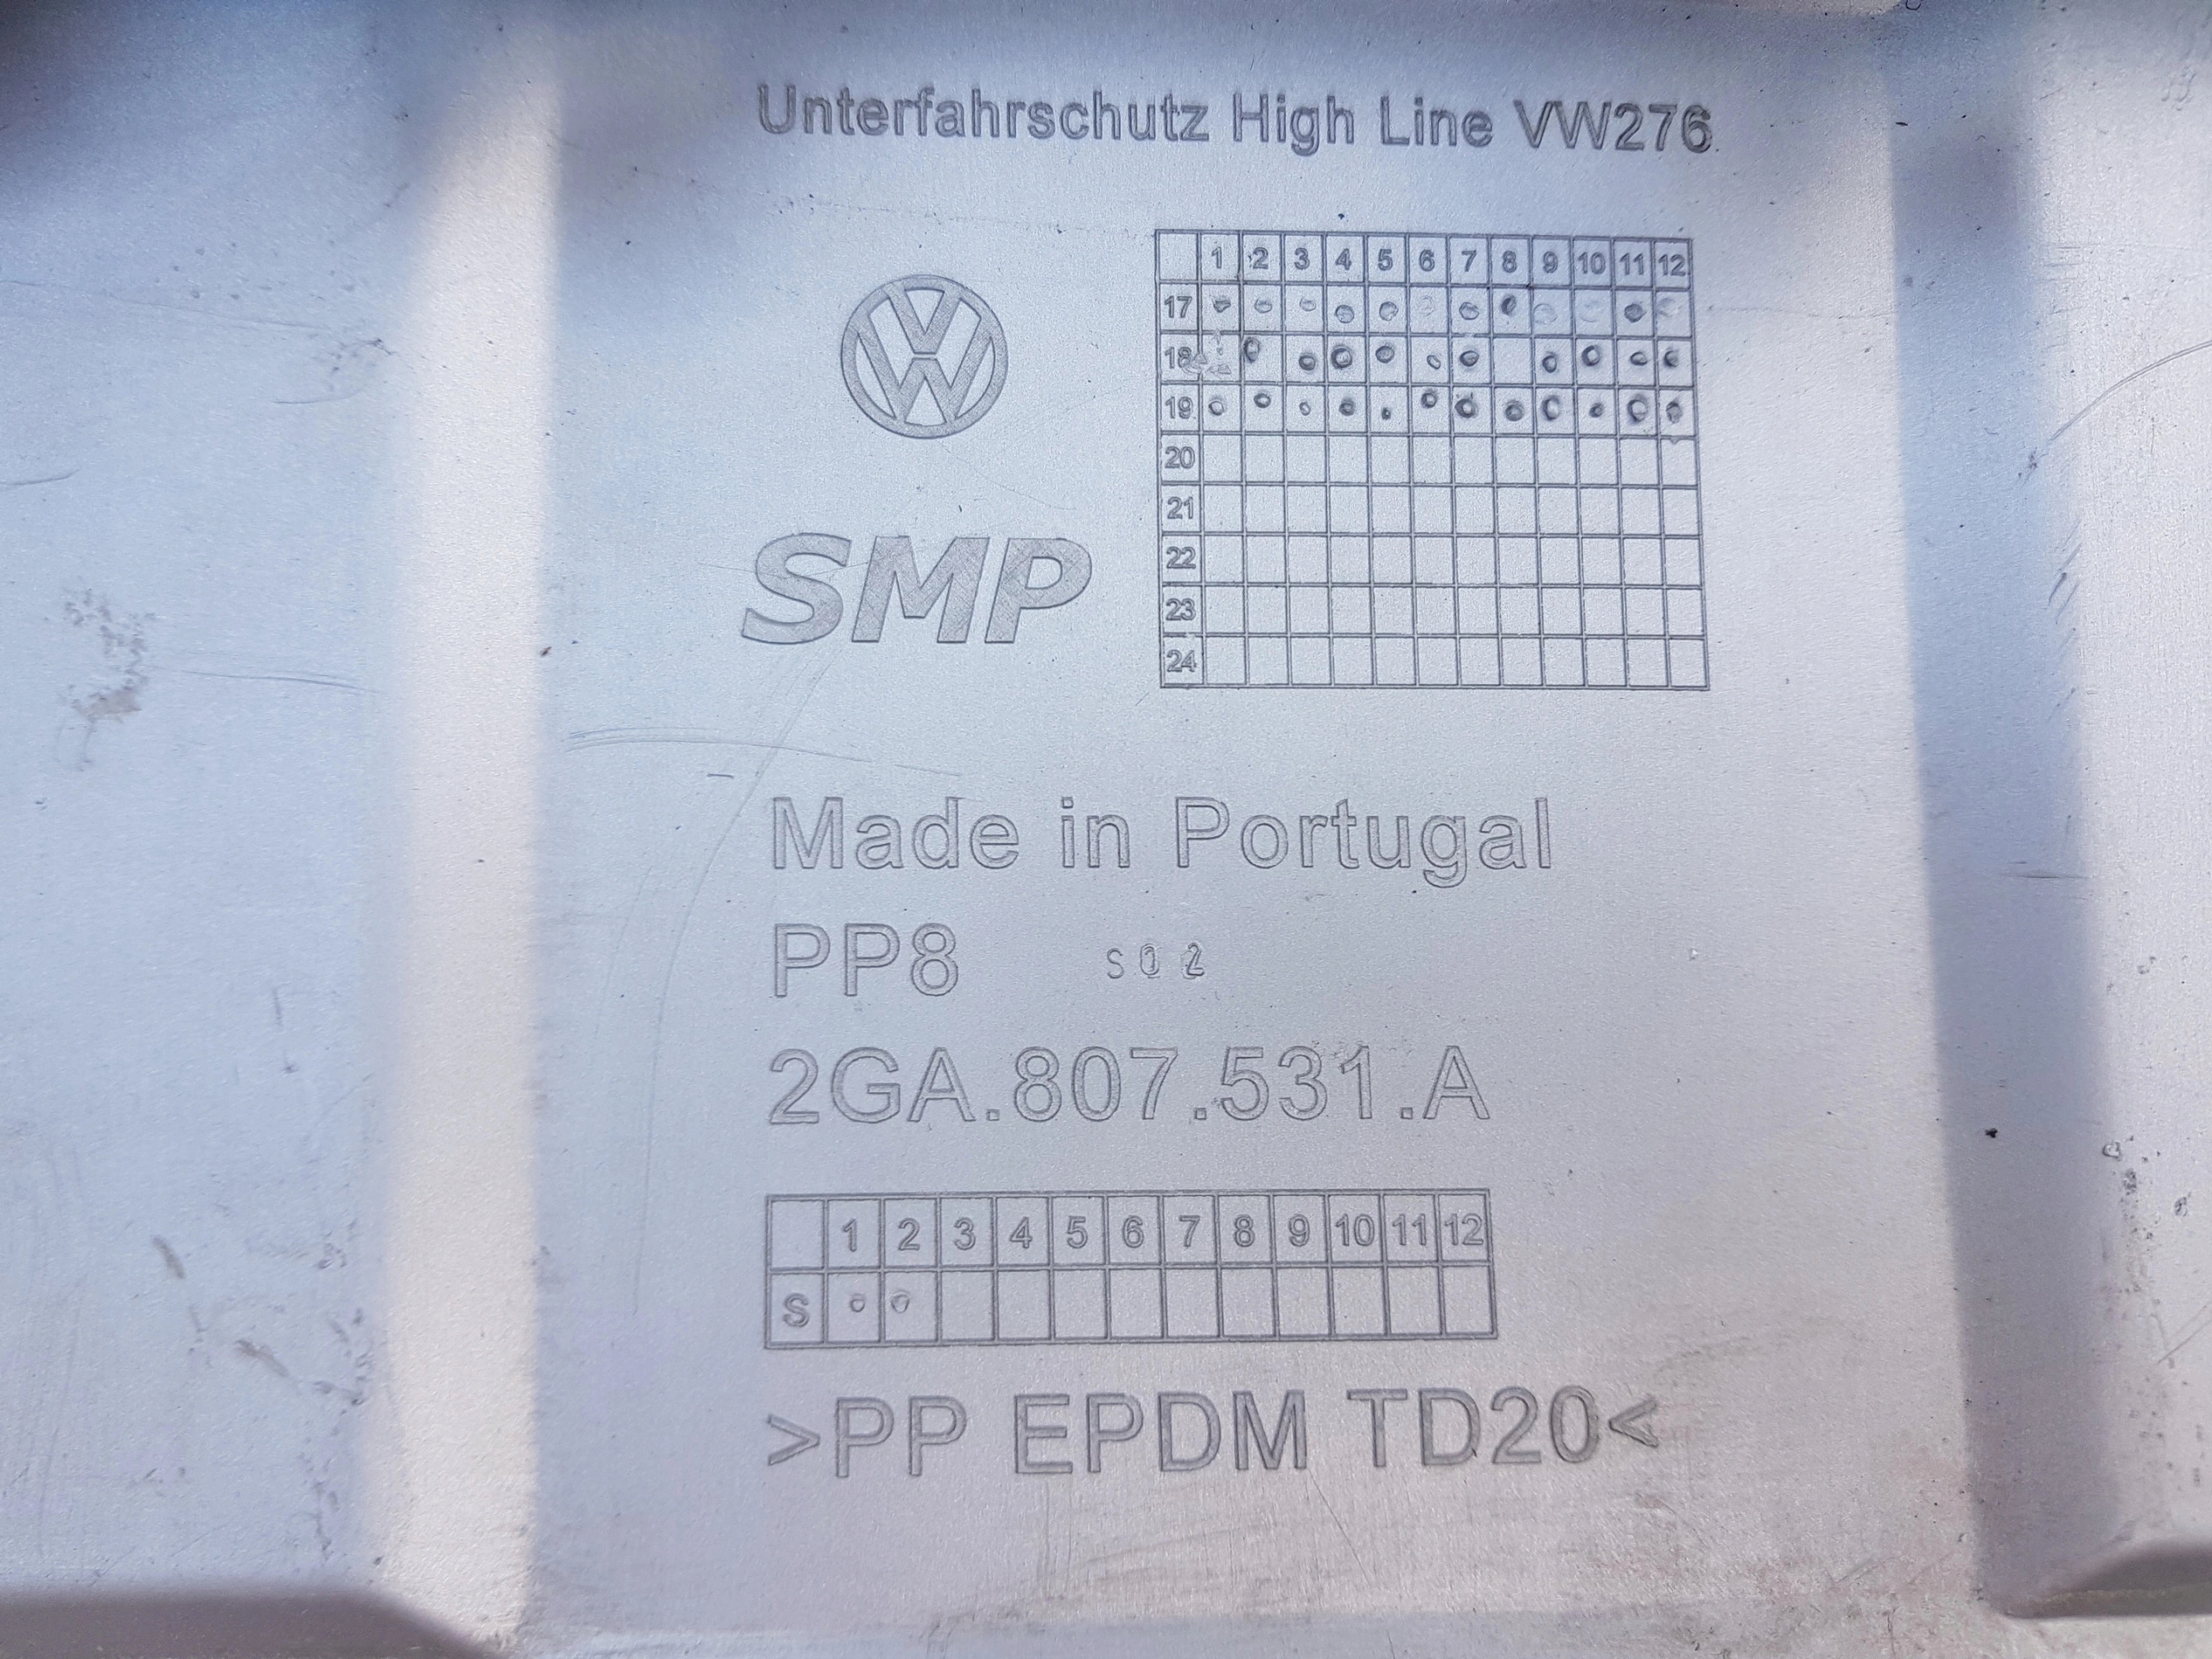 Unterfahrschutz High Line VW276
VW
1 2 3 4 5 6 7 8 9 10 11 12
17
18
19
20
21
22
23
24
SMP
Made in Portugal
PP8 S02
2GA.807.531.A
1 2 3 4 5 6 7 8 9 10 11 12
S
>PP EPDM TD20<